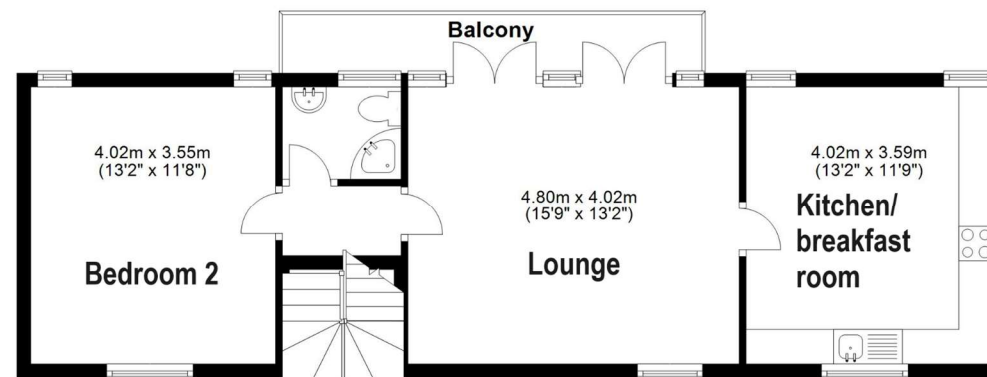 Balcony
4.02m x 3.55m
(13'2" x 11'8")
Bedroom 2
4.80m x 4.02m
(15'9" x 13'2")
Lounge
4.02m x 3.59m
(13'2" x 11'9")
Kitchen/
breakfast
room